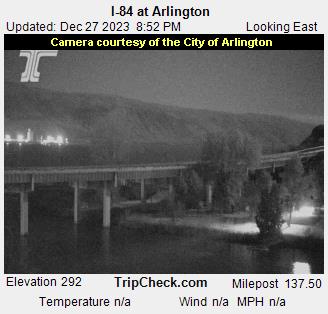 I-84 at Arlington
Updated: Dec 27 2023 8:52 PM Looking East
Camera courtesy of the City of Arlington
Elevation 292 TripCheck.com Milepost 137.50
Temperature n/a Wind n/a MPH n/a